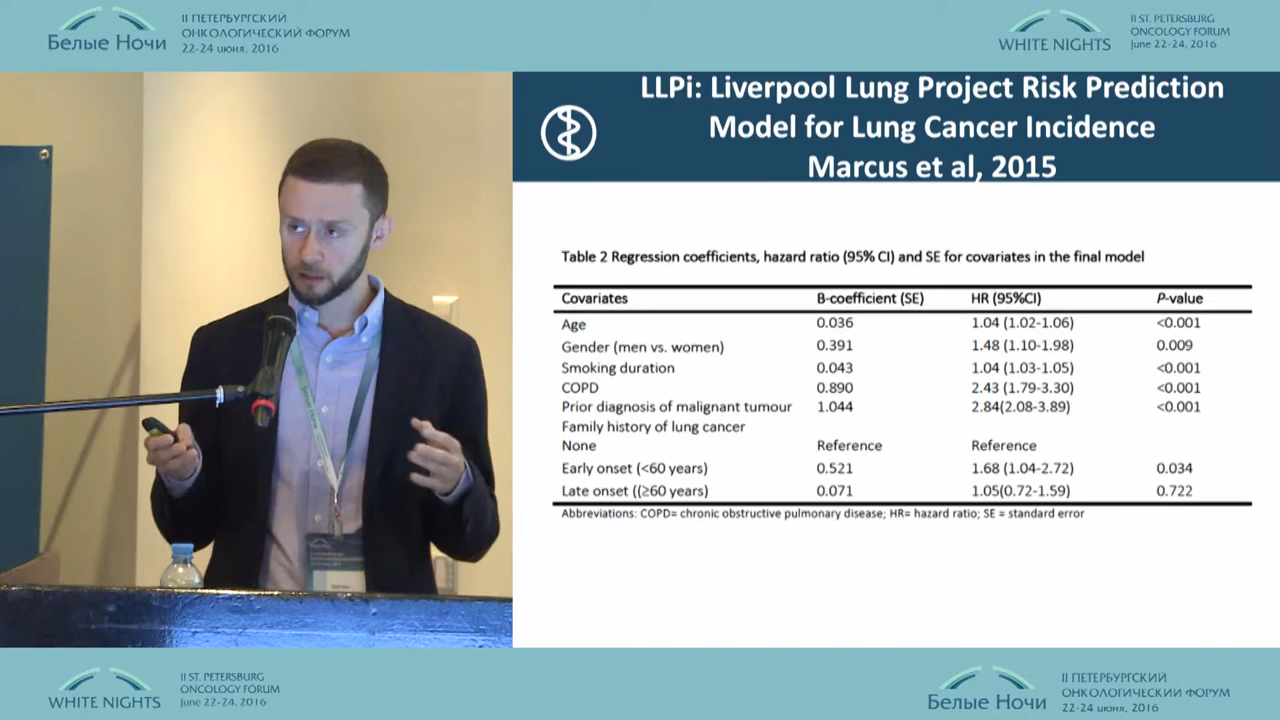 Белые Ночи
II ПЕТЕРБУРГСКИЙ
ОНКОЛОГИЧЕСКИЙ ФОРУМ
22-24 июня, 2016
WHITE NIGHTS
II ST. PETERSBURG
ONCOLOGY FORUM
June 22-24, 2016
LLPi: Liverpool Lung Project Risk Prediction
Model for Lung Cancer Incidence
Marcus et al, 2015
Table 2 Regression coefficients, hazard ratio (95% CI) and SE for covariates in the final model
Covariates B-coefficient (SE) HR (95%CI) P-value
Age 0.036 1.04 (1.02-1.06) <0.001
Gender (men vs. women) 0.391 1.48 (1.10-1.98) 0.009
Smoking duration 0.043 1.04 (1.03-1.05) <0.001
COPD 0.890 2.43 (1.79-3.30) <0.001
Prior diagnosis of malignant tumour 1.044 2.84(2.08-3.89) <0.001
Family history of lung cancer
None Reference Reference
Early onset (<60 years) 0.521 1.68 (1.04-2.72) 0.034
Late onset ((≥60 years) 0.071 1.05(0.72-1.59) 0.722
Abbreviations: COPD= chronic obstructive pulmonary disease; HR= hazard ratio; SE = standard error
WHITE NIGHTS
II ST. PETERSBURG
ONCOLOGY FORUM
June 22-24, 2016
Белые Ночи
II ПЕТЕРБУРГСКИЙ
ОНКОЛОГИЧЕСКИЙ ФОРУМ
22-24 июня, 2016